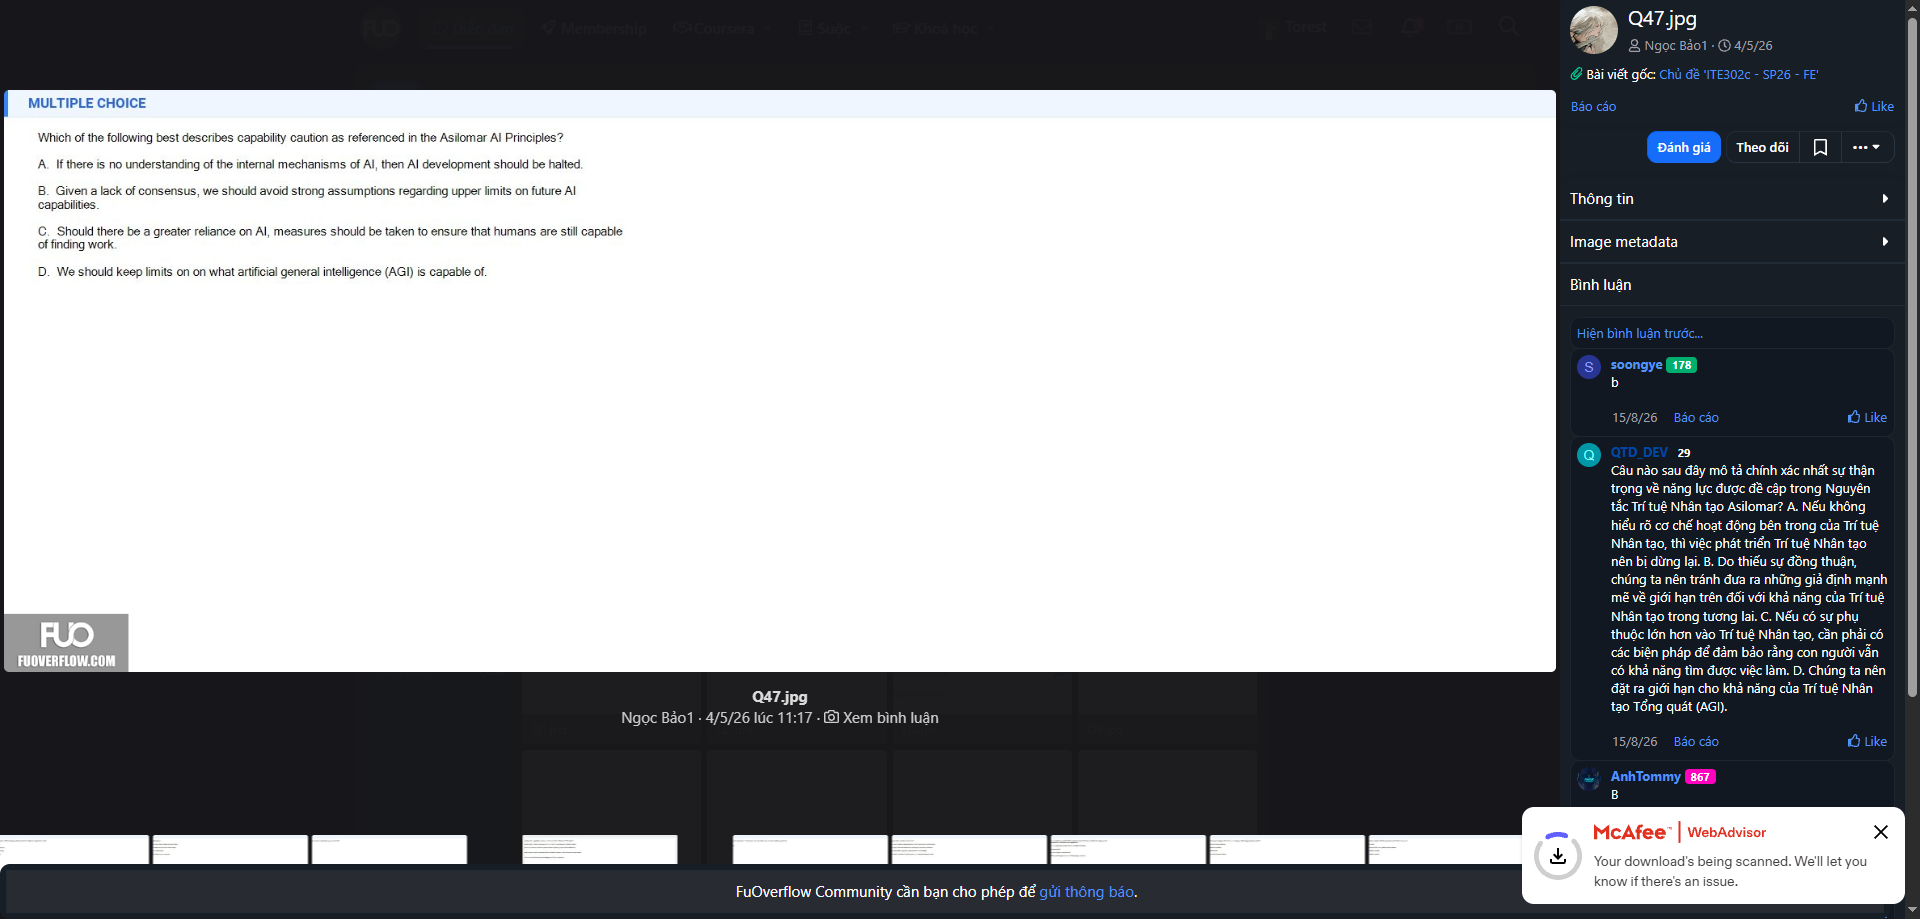 FUO
Membership
Coursera
Suộc
Khoá học
Torest
MULTIPLE CHOICE
Which of the following best describes capability caution as referenced in the Asilomar AI Principles?
A. If there is no understanding of the internal mechanisms of AI, then AI development should be halted.
B. Given a lack of consensus, we should avoid strong assumptions regarding upper limits on future AI
capabilities.
C. Should there be a greater reliance on AI, measures should be taken to ensure that humans are still capable
of finding work.
D. We should keep limits on on what artificial general intelligence (AGI) is capable of.
FUO
FUOVERFLOW.COM
Q47.jpg
Ngọc Bảo1 · 4/5/26 lúc 11:17 · Xem bình luận
FuOverflow Community cần bạn cho phép để gửi thông báo.
Q47.jpg
Ngọc Bảo1 · 4/5/26
Bài viết gốc: Chủ đề 'ITE302c - SP26 - FE'
Báo cáo
Like
Đánh giá
Theo dõi
Thông tin
Image metadata
Bình luận
Hiện bình luận trước...
S
soongye 178
b
15/8/26 Báo cáo Like
Q
QTD_DEV 29
Câu nào sau đây mô tả chính xác nhất sự thận
trọng về năng lực được đề cập trong Nguyên
tắc Trí tuệ Nhân tạo Asilomar? A. Nếu không
hiểu rõ cơ chế hoạt động bên trong của Trí tuệ
Nhân tạo, thì việc phát triển Trí tuệ Nhân tạo
nên bị dừng lại. B. Do thiếu sự đồng thuận,
chúng ta nên tránh đưa ra những giả định mạnh
mẽ về giới hạn trên đối với khả năng của Trí tuệ
Nhân tạo trong tương lai. C. Nếu có sự phụ
thuộc lớn hơn vào Trí tuệ Nhân tạo, cần phải có
các biện pháp để đảm bảo rằng con người vẫn
có khả năng tìm được việc làm. D. Chúng ta nên
đặt ra giới hạn cho khả năng của Trí tuệ Nhân
tạo Tổng quát (AGI).
15/8/26 Báo cáo Like
AnhTommy 867
B
McAfee™ | WebAdvisor
Your download's being scanned. We'll let you
know if there's an issue.